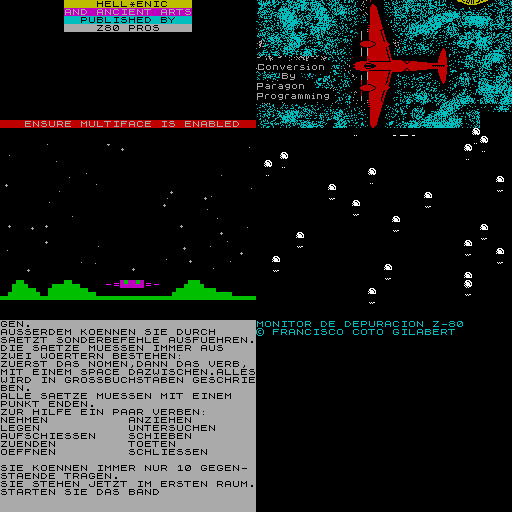 HELL*ENIC
AND ANCIENT ARTS
PUBLISHED BY
Z80 PROS
ENSURE MULTIFACE IS ENABLED
Conversion
By
Paragon
Programming
GEN.
AUSSERDEM KOENNEN SIE DURCH
SAETZT SONDERBEFEHLE AUSFUEHREN.
DIE SAETZE MUESSEN IMMER AUS
ZWEI WOERTERN BESTEHEN:
ZUERST DAS NOMEN,DANN DAS VERB,
MIT EINEM SPACE DAZWISCHEN.ALLES
WIRD IN GROSSBUCHSTABEN GESCHRIE
BEN.
ALLE SAETZE MUESSEN MIT EINEM
PUNKT ENDEN.
ZUR HILFE EIN PAAR VERBEN:
NEHMEN ANZIEHEN
LEGEN UNTERSUCHEN
AUFSCHIESSEN SCHIEBEN
ZUENDEN TOETEN
OEFFNEN SCHLIESSEN
SIE KOENNEN IMMER NUR 10 GEGEN-
STAENDE TRAGEN.
SIE STEHEN JETZT IM ERSTEN RAUM.
STARTEN SIE DAS BAND
MONITOR DE DEPURACION Z-80
© FRANCISCO COTO GILABERT